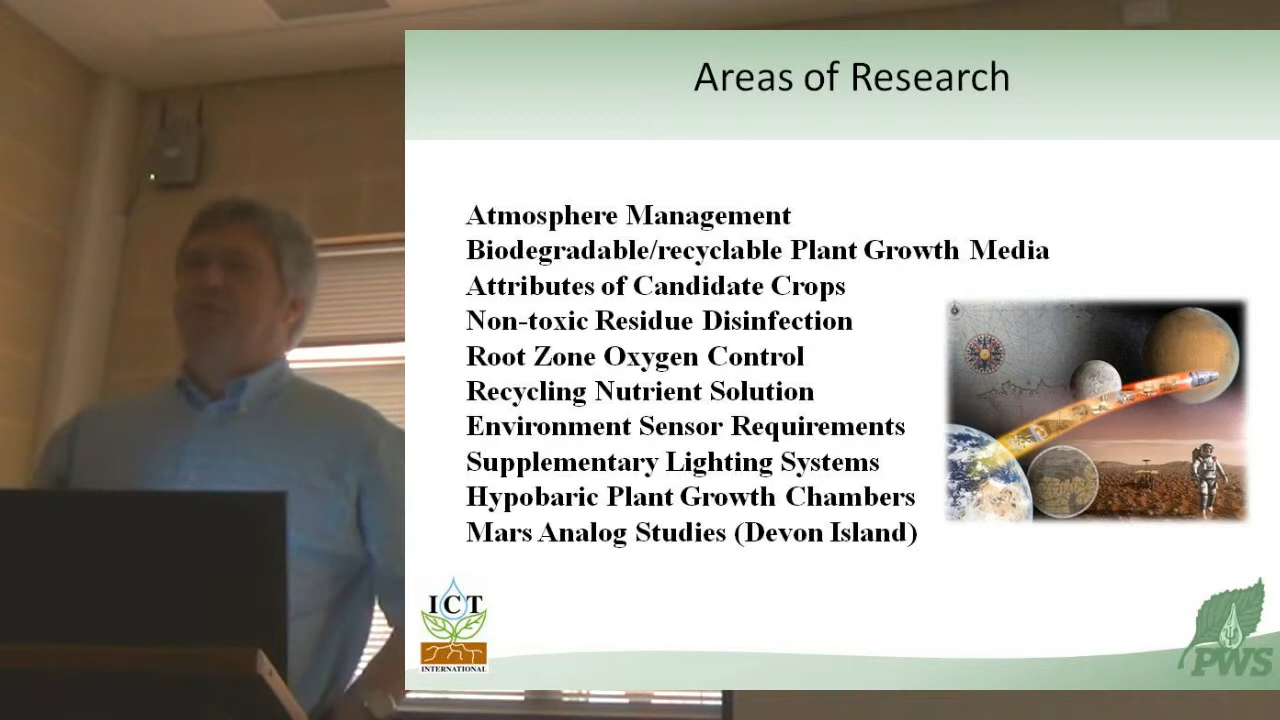 Areas of Research
Atmosphere Management
Biodegradable/recyclable Plant Growth Media
Attributes of Candidate Crops
Non-toxic Residue Disinfection
Root Zone Oxygen Control
Recycling Nutrient Solution
Environment Sensor Requirements
Supplementary Lighting Systems
Hypobaric Plant Growth Chambers
Mars Analog Studies (Devon Island)
ICT
INTERNATIONAL
PWS